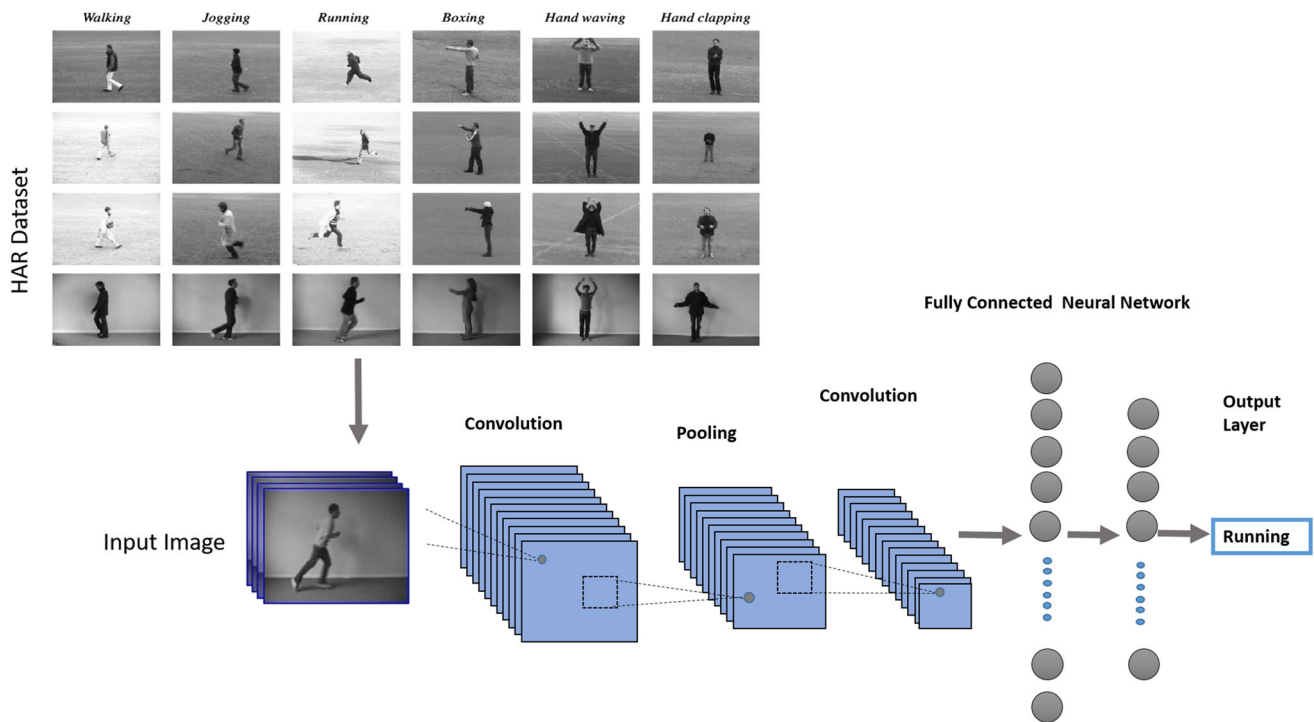 Walking Jogging Running Boxing Hand waving Hand clapping
HAR Dataset
Fully Connected Neural Network
Convolution
Output
Layer
Convolution
Pooling
Input Image
Running